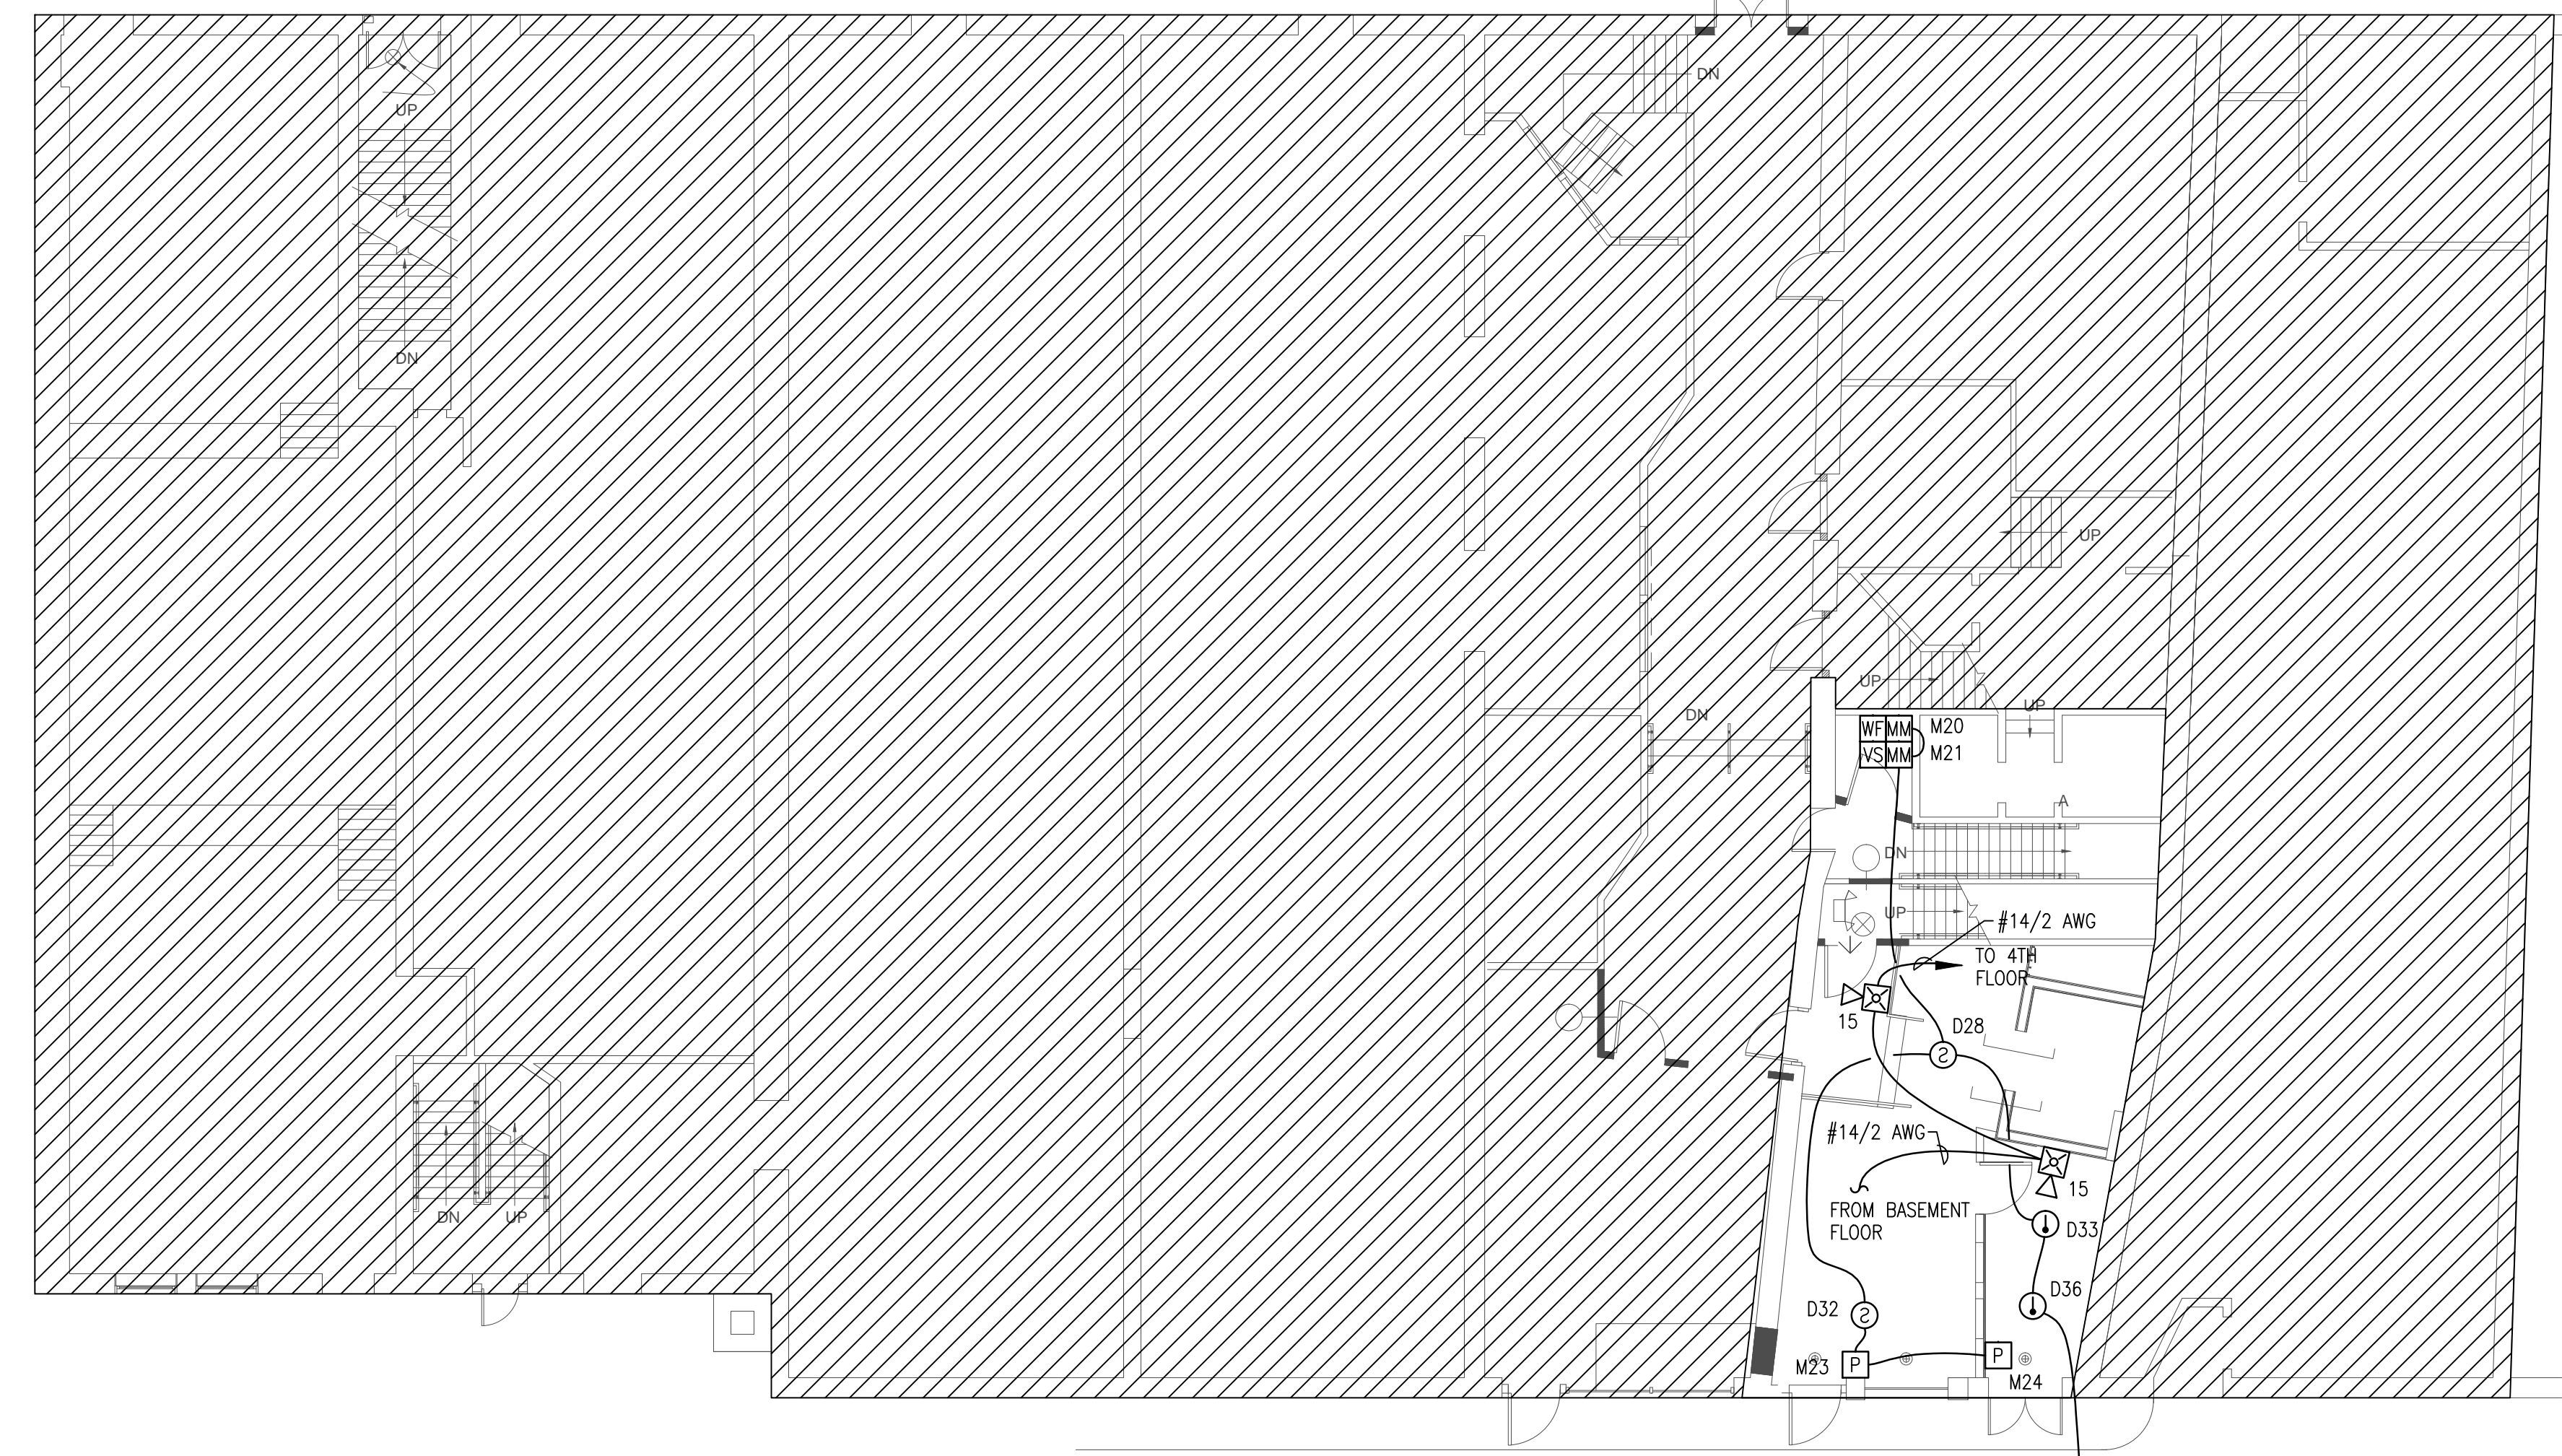 DN
UP
DN
UP
UP
DN
UP
WF MM M20
VS MM M21
A
DN
UP
#14/2 AWG
TO 4TH
FLOOR
15
D28
#14/2 AWG
15
FROM BASEMENT
FLOOR
D33
DN
UP
D36
D32
M23
P
P
M24